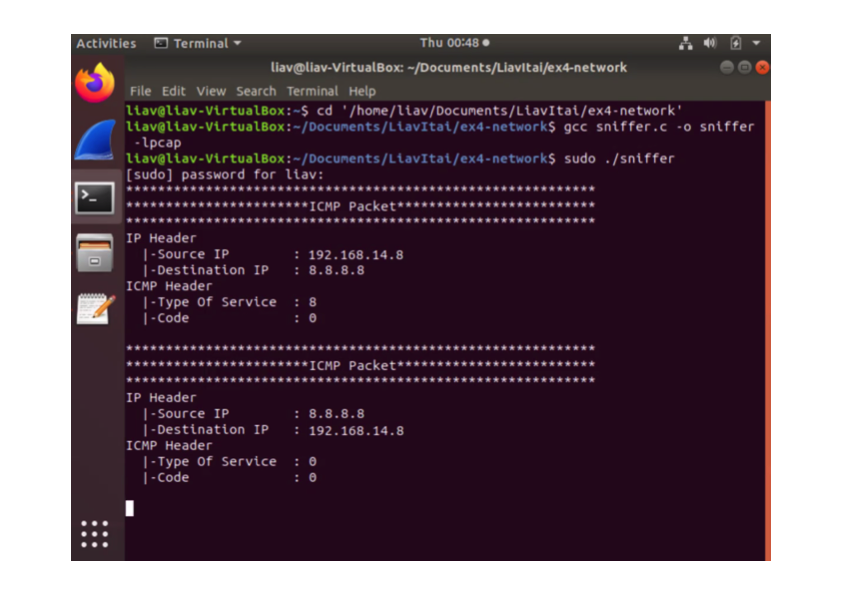 Activities Terminal Thu 00:48
liav@liav-VirtualBox: ~/Documents/LiavItai/ex4-network
File Edit View Search Terminal Help
liav@liav-VirtualBox:~$ cd '/home/liav/Documents/LiavItai/ex4-network'
liav@liav-VirtualBox:~/Documents/LiavItai/ex4-network$ gcc sniffer.c -o sniffer
-lpcap
liav@liav-VirtualBox:~/Documents/LiavItai/ex4-network$ sudo ./sniffer
[sudo] password for liav:
***********************************************************
***********************ICMP Packet*************************
***********************************************************
IP Header
|-Source IP : 192.168.14.8
|-Destination IP : 8.8.8.8
ICMP Header
|-Type Of Service : 8
|-Code : 0
***********************************************************
***********************ICMP Packet*************************
***********************************************************
IP Header
|-Source IP : 8.8.8.8
|-Destination IP : 192.168.14.8
ICMP Header
|-Type Of Service : 0
|-Code : 0